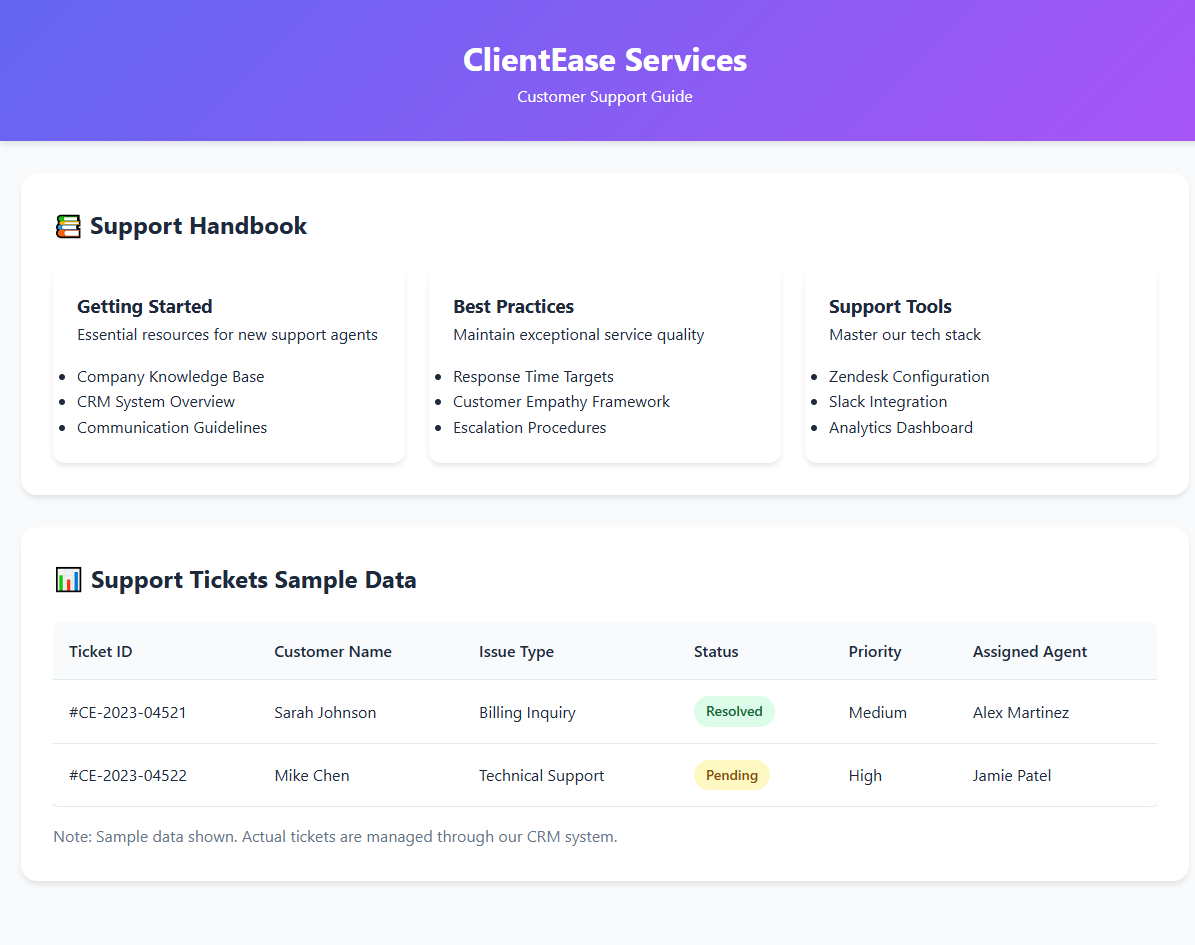 ClientEase Services
Customer Support Guide
📚 Support Handbook
Getting Started
Essential resources for new support agents
Company Knowledge Base
CRM System Overview
Communication Guidelines
Best Practices
Maintain exceptional service quality
Response Time Targets
Customer Empathy Framework
Escalation Procedures
Support Tools
Master our tech stack
Zendesk Configuration
Slack Integration
Analytics Dashboard
📊 Support Tickets Sample Data
Ticket ID Customer Name Issue Type Status Priority Assigned Agent
#CE-2023-04521 Sarah Johnson Billing Inquiry Resolved Medium Alex Martinez
#CE-2023-04522 Mike Chen Technical Support Pending High Jamie Patel
Note: Sample data shown. Actual tickets are managed through our CRM system.